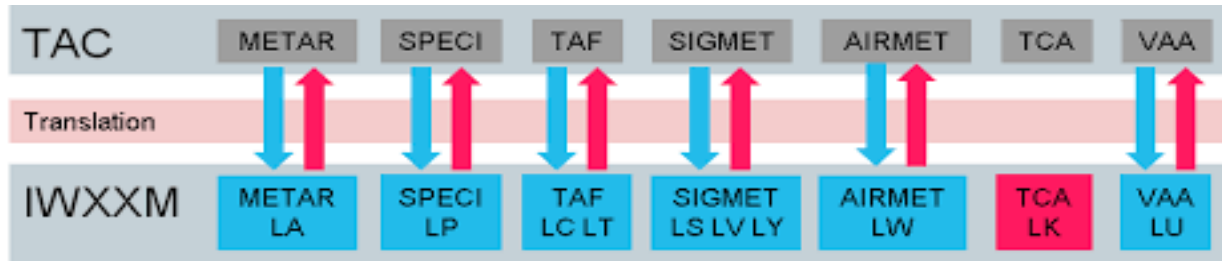 TAC METAR SPECI TAF SIGMET AIRMET TCA VAA
Translation
IWXXM METAR SPECI TAF SIGMET AIRMET TCA VAA
LA LP LC LT LS LV LY LW LK LU